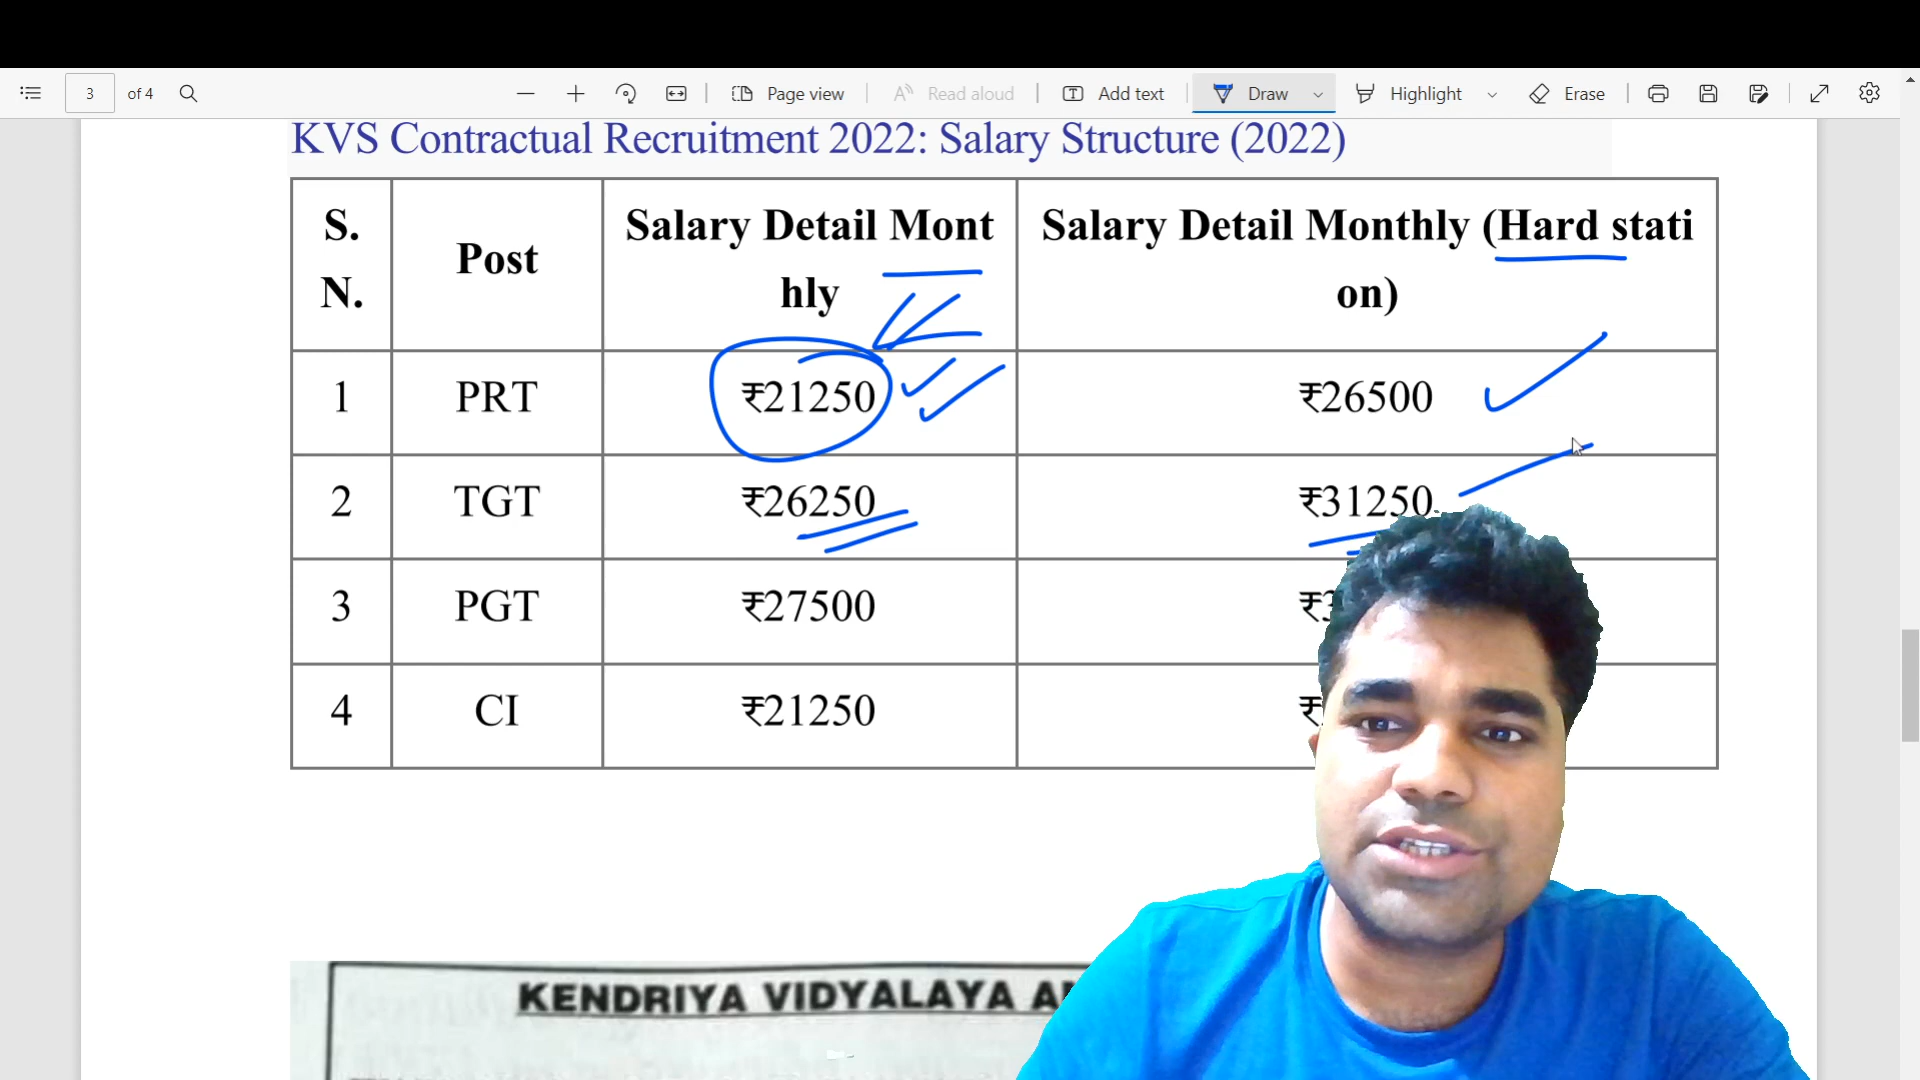 3 of 4 Page view Read aloud Add text Draw Highlight Erase
KVS Contractual Recruitment 2022: Salary Structure (2022)
S.
N.
Post
Salary Detail Mont
hly
Salary Detail Monthly (Hard stati
on)
1 PRT ₹21250 ₹26500
2 TGT ₹26250 ₹31250
3 PGT ₹27500
4 CI ₹21250
KENDRIYA VIDYALAYA